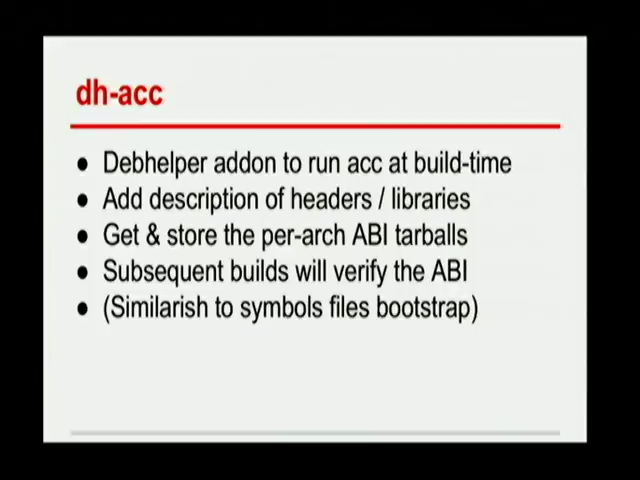 dh-acc
● Debhelper addon to run acc at build-time
● Add description of headers / libraries
● Get & store the per-arch ABI tarballs
● Subsequent builds will verify the ABI
● (Similarish to symbols files bootstrap)